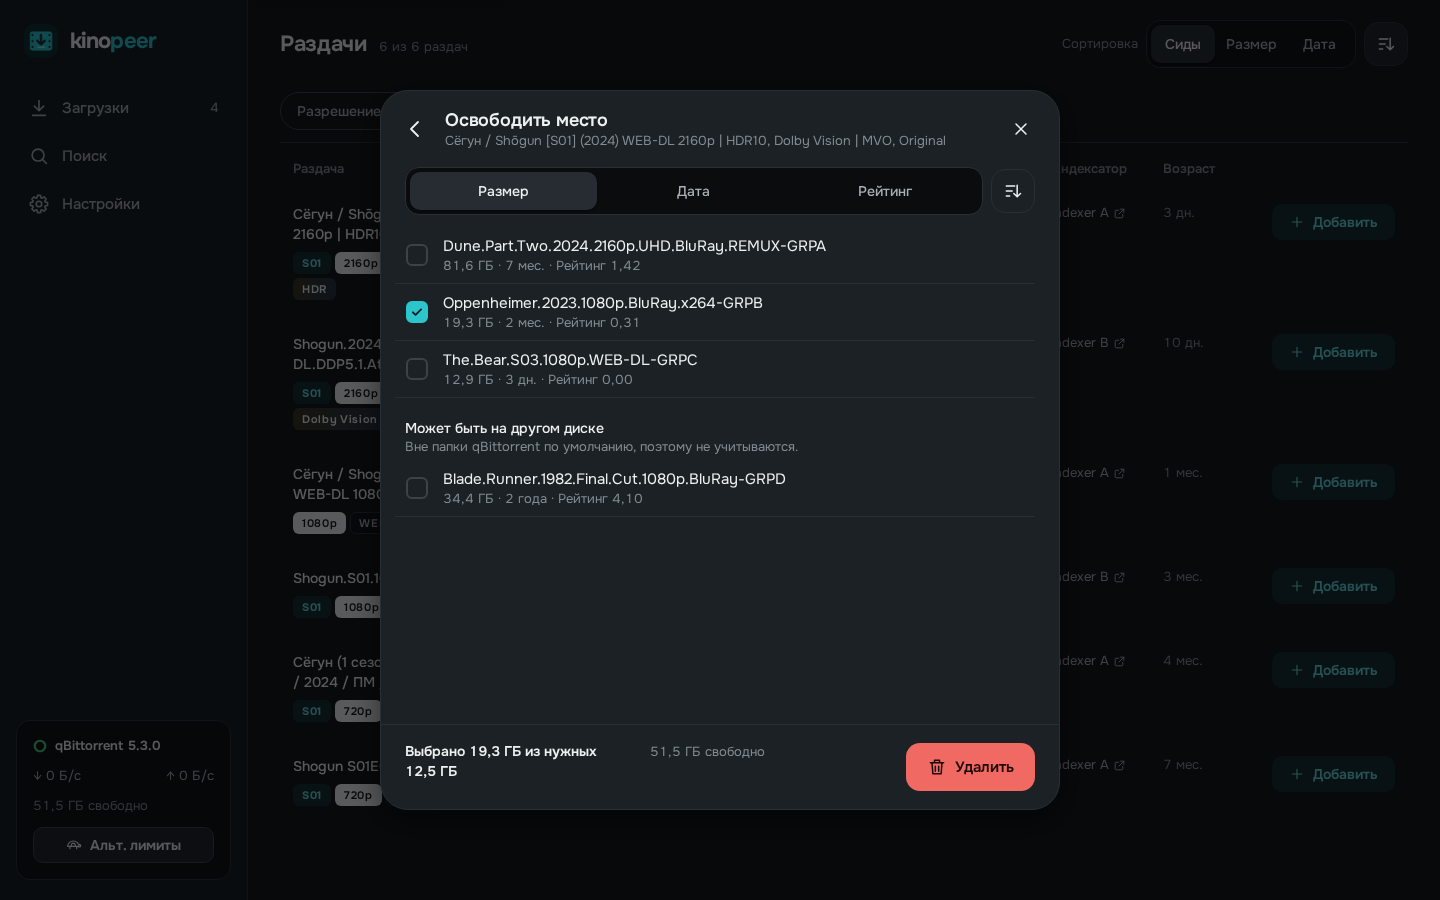 kinopeer
Загрузки 4
Поиск
Настройки
qBittorrent 5.3.0
↓ 0 Б/с ↑ 0 Б/с
51,5 ГБ свободно
Альт. лимиты
Раздачи 6 из 6 раздач
Сортировка Сиды Размер Дата
Разрешение
Раздача Возраст
Сёгун / Shōg
2160p | HDR1
S01 2160p
HDR
3 дн.
+ Добавить
Shogun.2024
DL.DDP5.1.At
S01 2160p
Dolby Vision
ndexer B
10 дн.
+ Добавить
Сёгун / Shog
WEB-DL 1080
1080p WE
ndexer A
1 мес.
+ Добавить
Shogun.S01.1
S01 1080p
ndexer B
3 мес.
+ Добавить
Сёгун (1 сезо
/ 2024 / ПМ
S01 720p
ndexer A
4 мес.
+ Добавить
Shogun S01E
S01 720p
ndexer A
7 мес.
+ Добавить
Освободить место
Сёгун / Shōgun [S01] (2024) WEB-DL 2160p | HDR10, Dolby Vision | MVO, Original
Размер Дата Рейтинг
Dune.Part.Two.2024.2160p.UHD.BluRay.REMUX-GRPA
81,6 ГБ · 7 мес. · Рейтинг 1,42
Oppenheimer.2023.1080p.BluRay.x264-GRPB
19,3 ГБ · 2 мес. · Рейтинг 0,31
The.Bear.S03.1080p.WEB-DL-GRPC
12,9 ГБ · 3 дн. · Рейтинг 0,00
Может быть на другом диске
Вне папки qBittorrent по умолчанию, поэтому не учитываются.
Blade.Runner.1982.Final.Cut.1080p.BluRay-GRPD
34,4 ГБ · 2 года · Рейтинг 4,10
Выбрано 19,3 ГБ из нужных
12,5 ГБ
51,5 ГБ свободно
Удалить